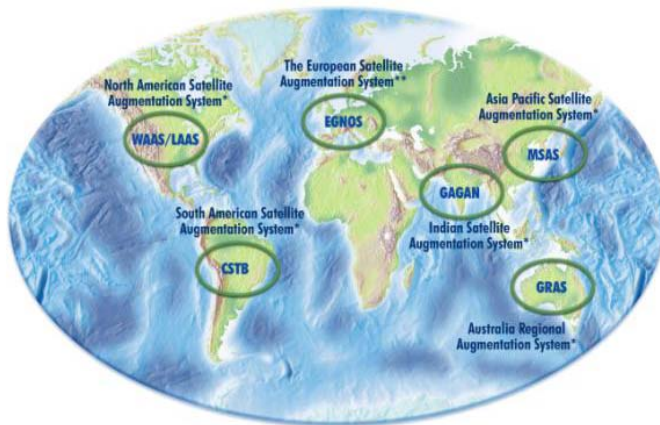 North American Satellite
Augmentation System*
WAAS/LAAS
The European Satellite
Augmentation System**
EGNOS
Asia Pacific Satellite
Augmentation System*
MSAS
GAGAN
Indian Satellite
Augmentation System*
South American Satellite
Augmentation System*
CSTB
GRAS
Australia Regional
Augmentation System*